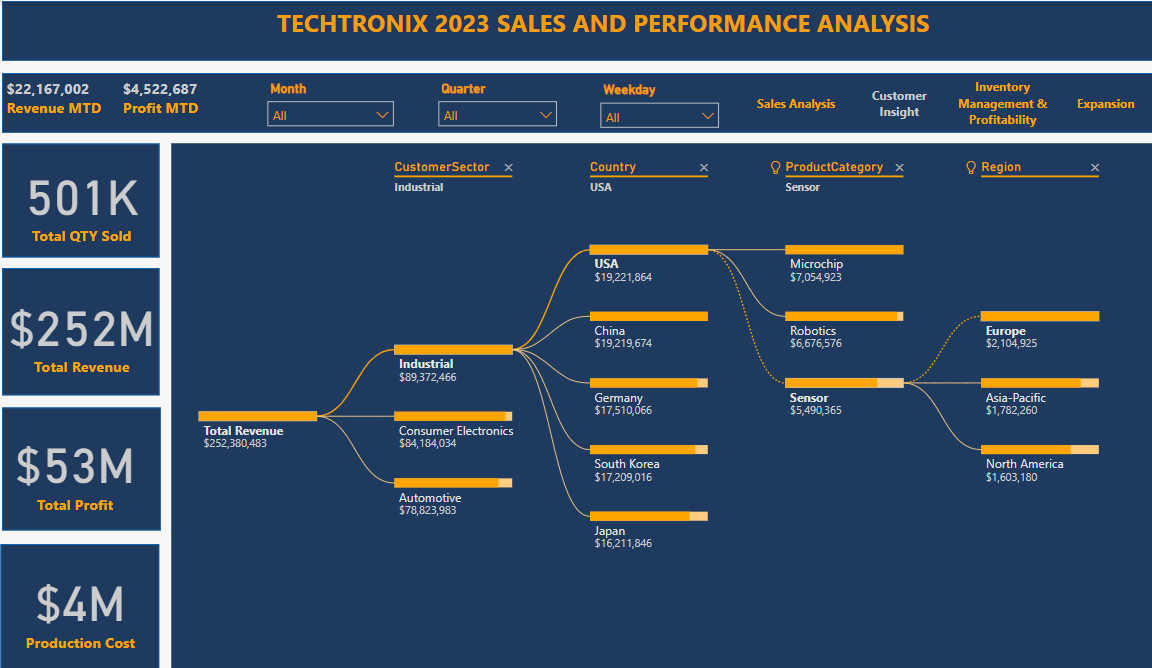 TECHTRONIX 2023 SALES AND PERFORMANCE ANALYSIS
$22,167,002
Revenue MTD
$4,522,687
Profit MTD
Month
All
Quarter
All
Weekday
All
Sales Analysis
Customer
Insight
Inventory
Management &
Profitability
Expansion
501K
Total QTY Sold
$252M
Total Revenue
$53M
Total Profit
$4M
Production Cost
CustomerSector
Industrial
Country
USA
ProductCategory
Sensor
Region
Total Revenue
$252,380,483
Industrial
$89,372,466
Consumer Electronics
$84,184,034
Automotive
$78,823,983
USA
$19,221,864
China
$19,219,674
Germany
$17,510,066
South Korea
$17,209,016
Japan
$16,211,846
Microchip
$7,054,923
Robotics
$6,676,576
Sensor
$5,490,365
Europe
$2,104,925
Asia-Pacific
$1,782,260
North America
$1,603,180